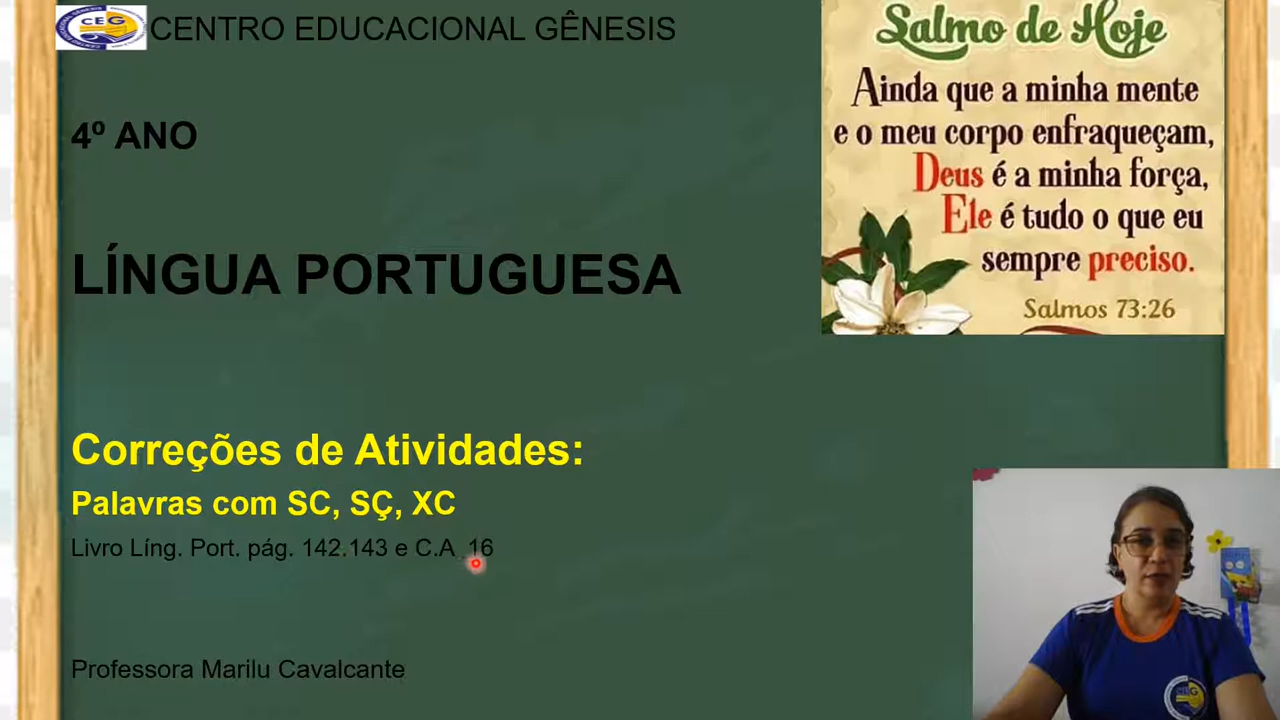 CEG
CENTRO EDUCACIONAL GÊNESIS
4º ANO
LÍNGUA PORTUGUESA
Correções de Atividades:
Palavras com SC, SÇ, XC
Livro Líng. Port. pág. 142.143 e C.A 16
Professora Marilu Cavalcante
Salmo de Hoje
Ainda que a minha mente
e o meu corpo enfraqueçam,
Deus é a minha força,
Ele é tudo o que eu
sempre preciso.
Salmos 73:26
CEG